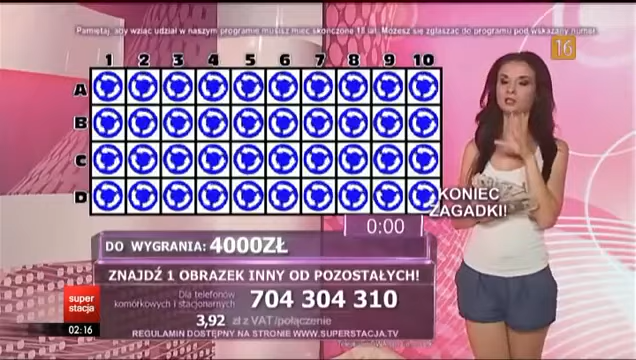 Pamiętaj, aby wziąć udział w naszym programie musisz mieć skończone 18 lat. Możesz się zgłaszać do programu pod wskazany numer
16
1 2 3 4 5 6 7 8 9 10
A
B
C
D
KONIEC
ZAGADKI!
0:00
DO WYGRANIA: 4000ZŁ
ZNAJDŹ 1 OBRAZEK INNY OD POZOSTAŁYCH!
Dla telefonów
komórkowych i stacjonarnych
704 304 310
3,92 zł z VAT/połączenie
REGULAMIN DOSTĘPNY NA STRONIE WWW.SUPERSTACJA.TV
super
stacja
02:16